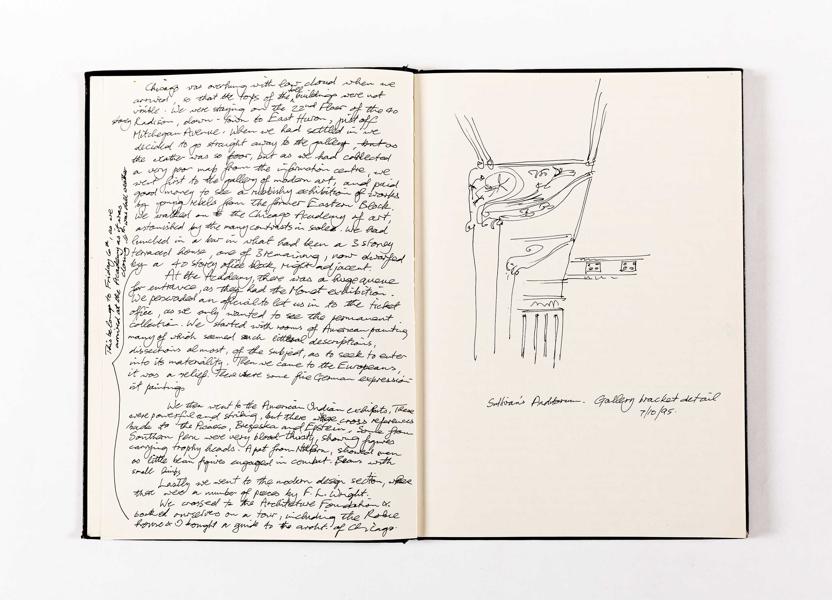 Chicago was overhung with low cloud when we
arrived so that the tops of the tall buildings were not
visible. We were staying on the 22nd Floor of the 40
story Radison, down-town to East Huron, just off
Mitchegan Avenue. When we had settled in we
decided to go straight away to the gallery, but as
the weather was so poor, but as we had collected
a very poor map from the information centre, we
went first to the gallery of modern art, and paid
good money to see a rubbishy exhibition of works
by young rebels from the former Eastern Block.
We walked on to the Chicago Academy of art,
astonished by the many contrasts in scale. We had
lunched in a bar in what had been a 3 storey
terraced house, one of 3 remaining, now dwarfed
by a 40 story office block, right adjacent.
At the Academy, there was a huge queue
for entrance, as they had the Monet exhibition.
We persuaded an official to let us in to the ticket
office, as we only wanted to see the permanent
collection. We started with rooms of American painting
many of which seemed such literal descriptions,
dissections almost, of the subject, as to seek to enter
into its materiality. Then we came to the Europeans,
it was a relief. There were some fine German expression-
ist paintings
We then went to the American Indian exhibits, These
were powerful and striking, but there were cross references
made to the Picasso, Brzeska and Epstein. Some from
Southern Peru were very blood-thirsty, showing figures
carrying trophy heads. A pot from showed men
as little bean figures engaged in combat. Beans with
small limbs
Lastly we went to the modern design section, where
there were a number of pieces by F. L. Wright.
We crossed to the Architecture Foundation &
booked ourselves on a tour, including the Robie
house & I bought a guide to the archt. of Chicago.
This belongs to Friday 6th, as we
arrived at the Academy as it was
closing
Sullivan's Auditorium. Gallery bracket detail
7/10/95.